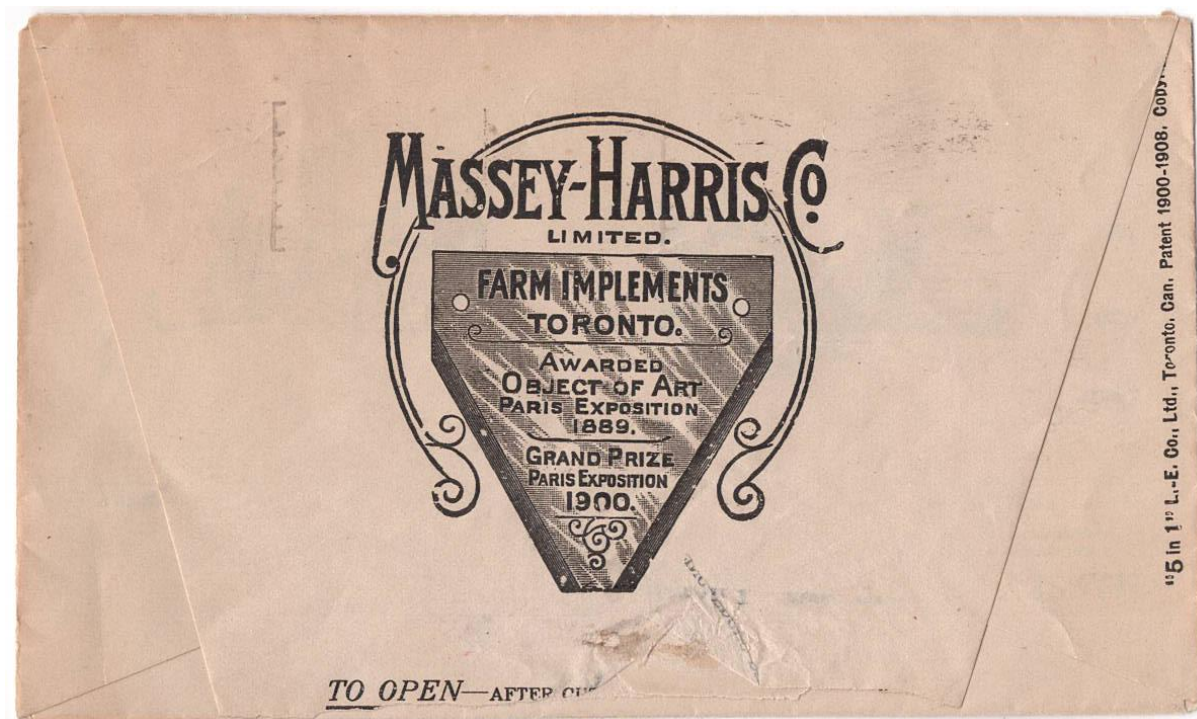 MASSEY-HARRIS Co
LIMITED.
FARM IMPLEMENTS
TORONTO.
AWARDED
OBJECT OF ART
PARIS EXPOSITION
1889.
GRAND PRIZE
PARIS EXPOSITION
1900.
TO OPEN—AFTER
"5 in 1" L.-E. Co., Ltd., Toronto, Can. Patent 1900-1908. Copyr